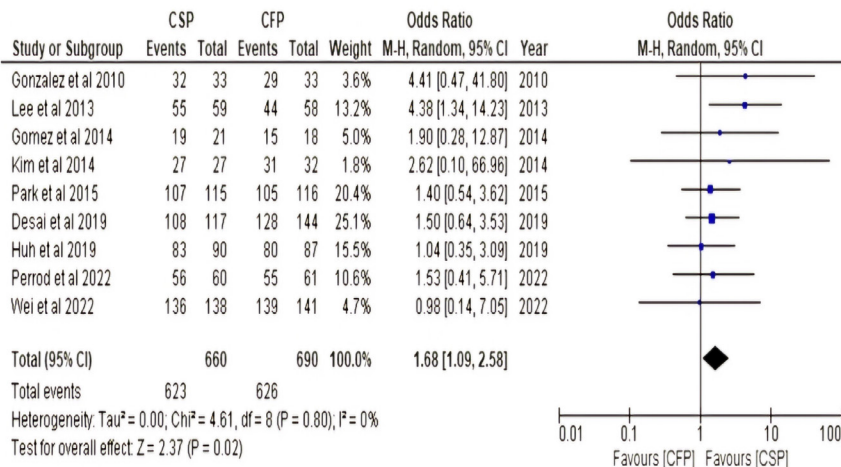 CSP CFP Odds Ratio Odds Ratio
Study or Subgroup Events Total Events Total Weight M-H, Random, 95% CI Year M-H, Random, 95% CI
Gonzalez et al 2010 32 33 29 33 3.6% 4.41 [0.47, 41.80] 2010
Lee et al 2013 55 59 44 58 13.2% 4.38 [1.34, 14.23] 2013
Gomez et al 2014 19 21 15 18 5.0% 1.90 [0.28, 12.87] 2014
Kim et al 2014 27 27 31 32 1.8% 2.62 [0.10, 66.96] 2014
Park et al 2015 107 115 105 116 20.4% 1.40 [0.54, 3.62] 2015
Desai et al 2019 108 117 128 144 25.1% 1.50 [0.64, 3.53] 2019
Huh et al 2019 83 90 80 87 15.5% 1.04 [0.35, 3.09] 2019
Perrod et al 2022 56 60 55 61 10.6% 1.53 [0.41, 5.71] 2022
Wei et al 2022 136 138 139 141 4.7% 0.98 [0.14, 7.05] 2022
Total (95% CI) 660 690 100.0% 1.68 [1.09, 2.58]
Total events 623 626
Heterogeneity: Tau² = 0.00; Chi² = 4.61, df = 8 (P = 0.80); I² = 0%
Test for overall effect: Z = 2.37 (P = 0.02)
0.01 0.1 1 10 100
Favours [CFP] Favours [CSP]